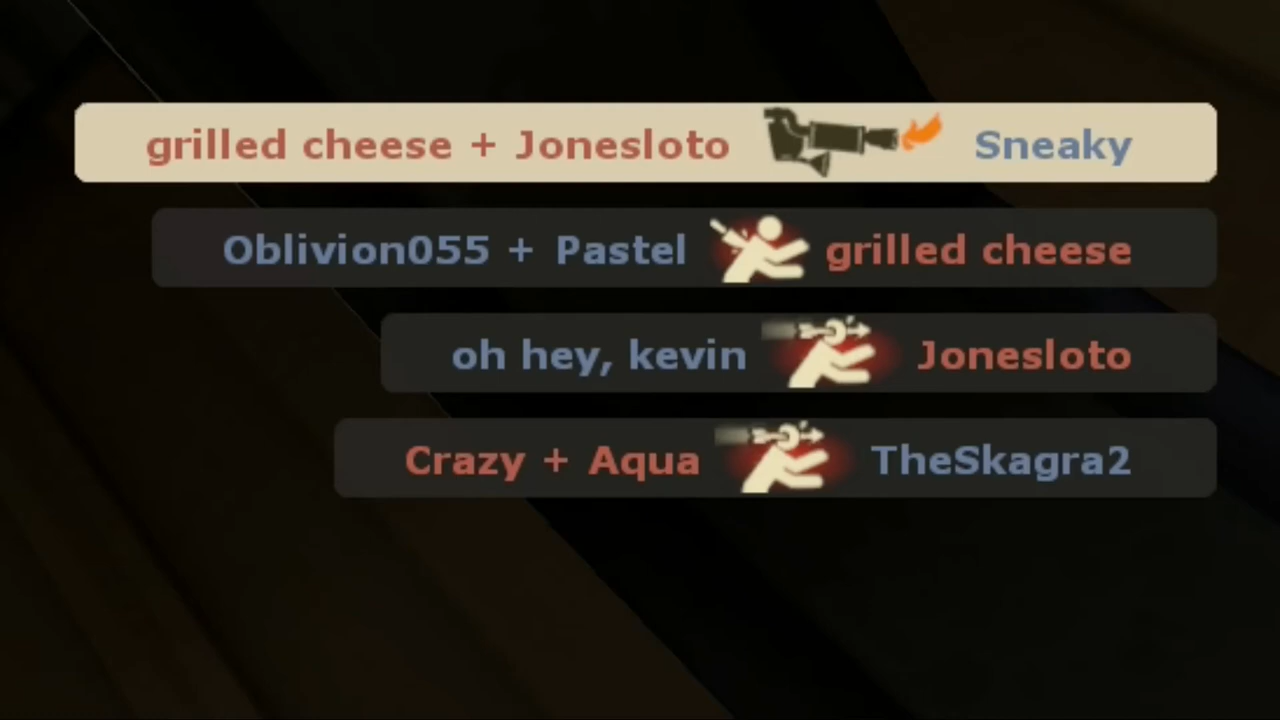 grilled cheese + Jonesloto Sneaky
Oblivion055 + Pastel grilled cheese
oh hey, kevin Jonesloto
Crazy + Aqua TheSkagra2